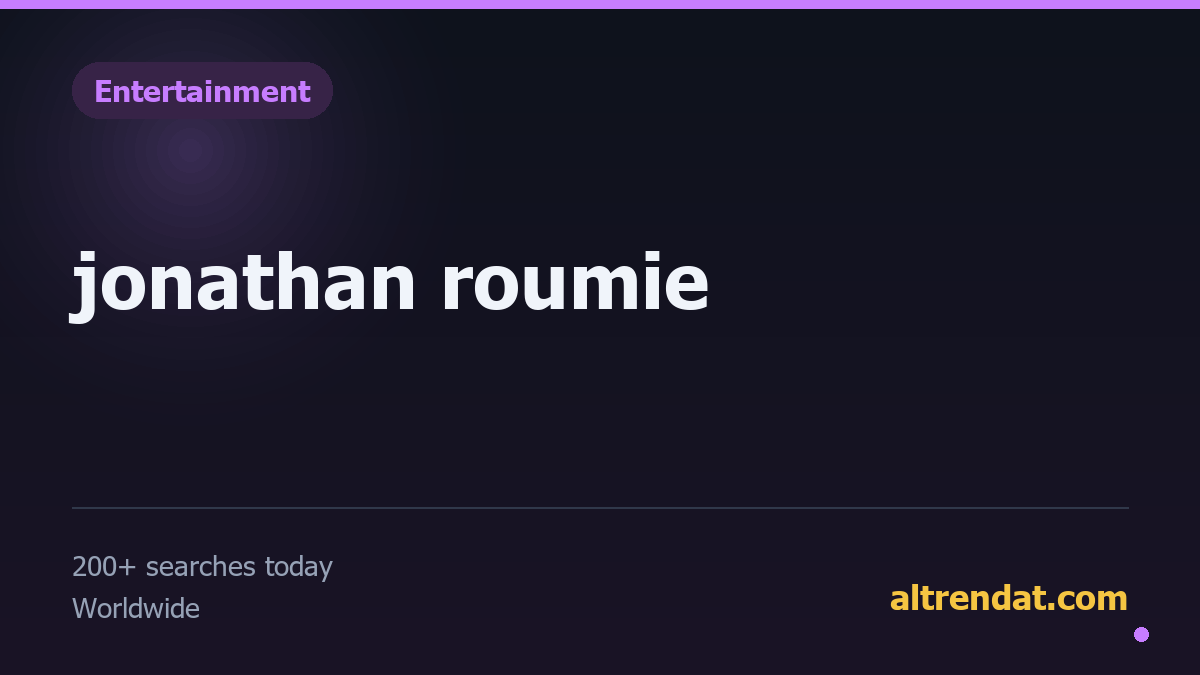 Entertainment
jonathan roumie
200+ searches today
Worldwide
altrendat.com